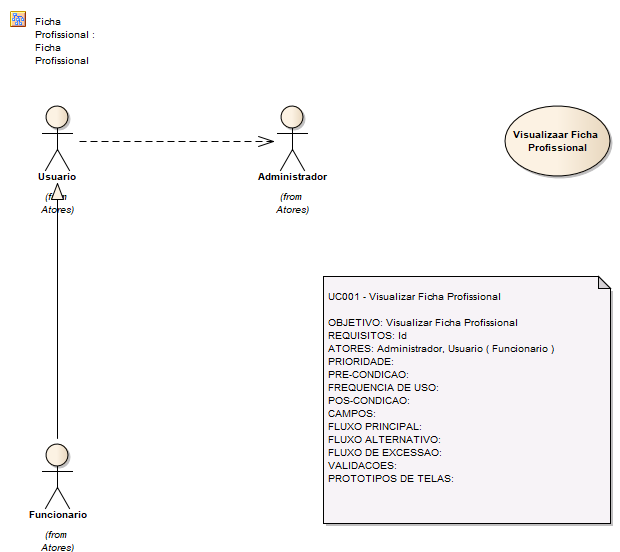 Ficha
Profissional :
Ficha
Profissional
Usuario
(from
Atores)
Administrador
(from
Atores)
Visualizaar Ficha
Profissional
UC001 - Visualizar Ficha Profissional
OBJETIVO: Visualizar Ficha Profissional
REQUISITOS: Id
ATORES: Administrador, Usuario ( Funcionario )
PRIORIDADE:
PRE-CONDICAO:
FREQUENCIA DE USO:
POS-CONDICAO:
CAMPOS:
FLUXO PRINCIPAL:
FLUXO ALTERNATIVO:
FLUXO DE EXCESSAO:
VALIDACOES:
PROTOTIPOS DE TELAS:
Funcionario
(from
Atores)